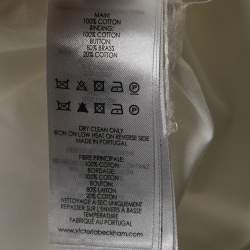 MAIN:
100% COTTON
BINDING:
100% COTTON
BUTTON:
80% BRASS
20% COTTON
DRY CLEAN ONLY
IRON ON LOW HEAT ON REVERSE SIDE
MADE IN PORTUGAL
FIBRE PRINCIPALE:
100% COTON
BORDAGE:
100% COTON
BOUTON:
80% LAITON
20% COTON
NETTOYAGE A SEC UNIQUEMENT
REPASSER SUR L'ENVERS A BASSE
TEMPERATURE
FABRIQUE AU PORTUGAL
www.victoriabeckham.com